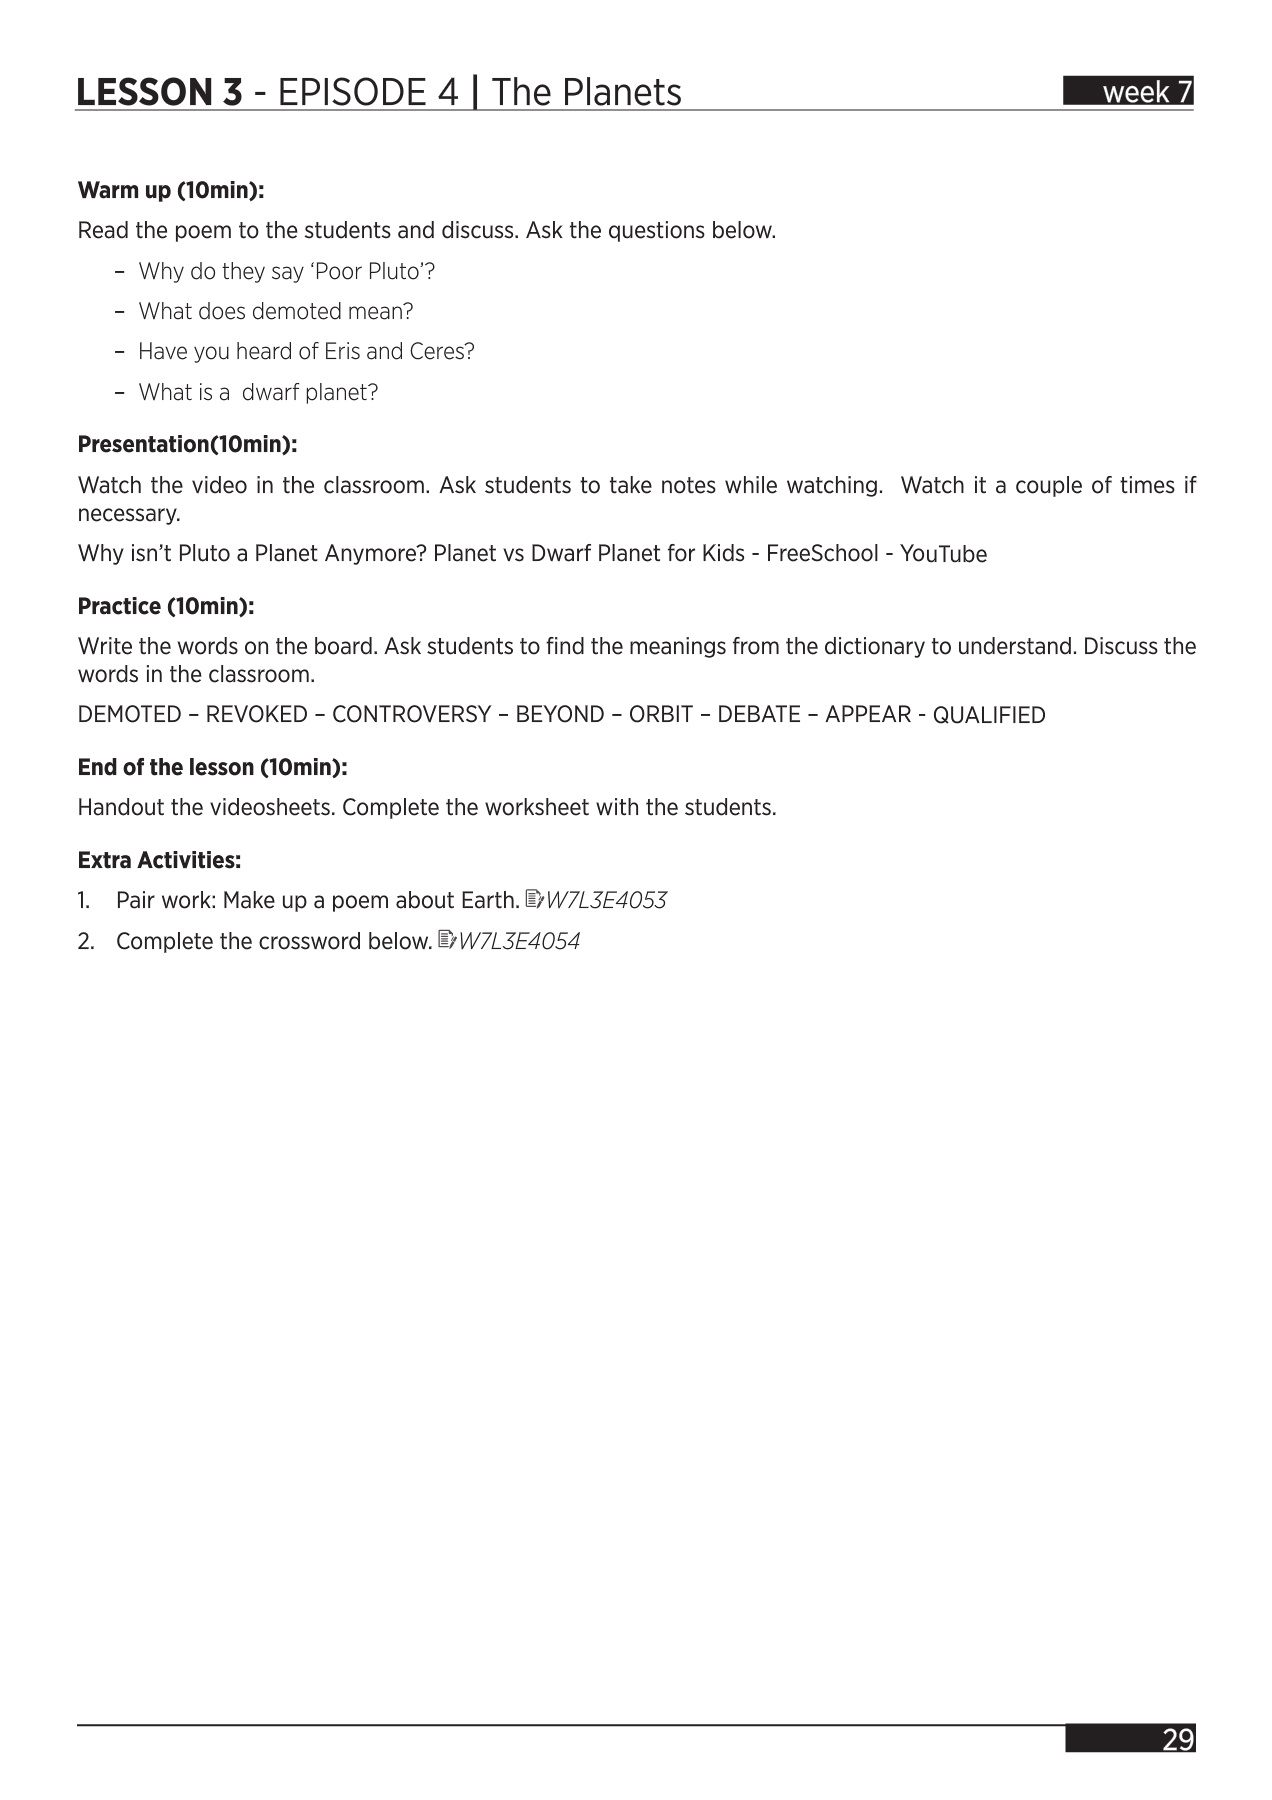 LESSON 3 - EPISODE 4 | The Planets
week 7
Warm up (10min):
Read the poem to the students and discuss. Ask the questions below.
– Why do they say ‘Poor Pluto’?
– What does demoted mean?
– Have you heard of Eris and Ceres?
– What is a  dwarf planet?
Presentation(10min):
Watch the video in the classroom. Ask students to take notes while watching.  Watch it a couple of times if
necessary.
Why isn’t Pluto a Planet Anymore? Planet vs Dwarf Planet for Kids - FreeSchool - YouTube
Practice (10min):
Write the words on the board. Ask students to find the meanings from the dictionary to understand. Discuss the
words in the classroom.
DEMOTED – REVOKED – CONTROVERSY – BEYOND – ORBIT – DEBATE – APPEAR - QUALIFIED
End of the lesson (10min):
Handout the videosheets. Complete the worksheet with the students.
Extra Activities:
1. Pair work: Make up a poem about Earth. W7L3E4053
2. Complete the crossword below. W7L3E4054
29